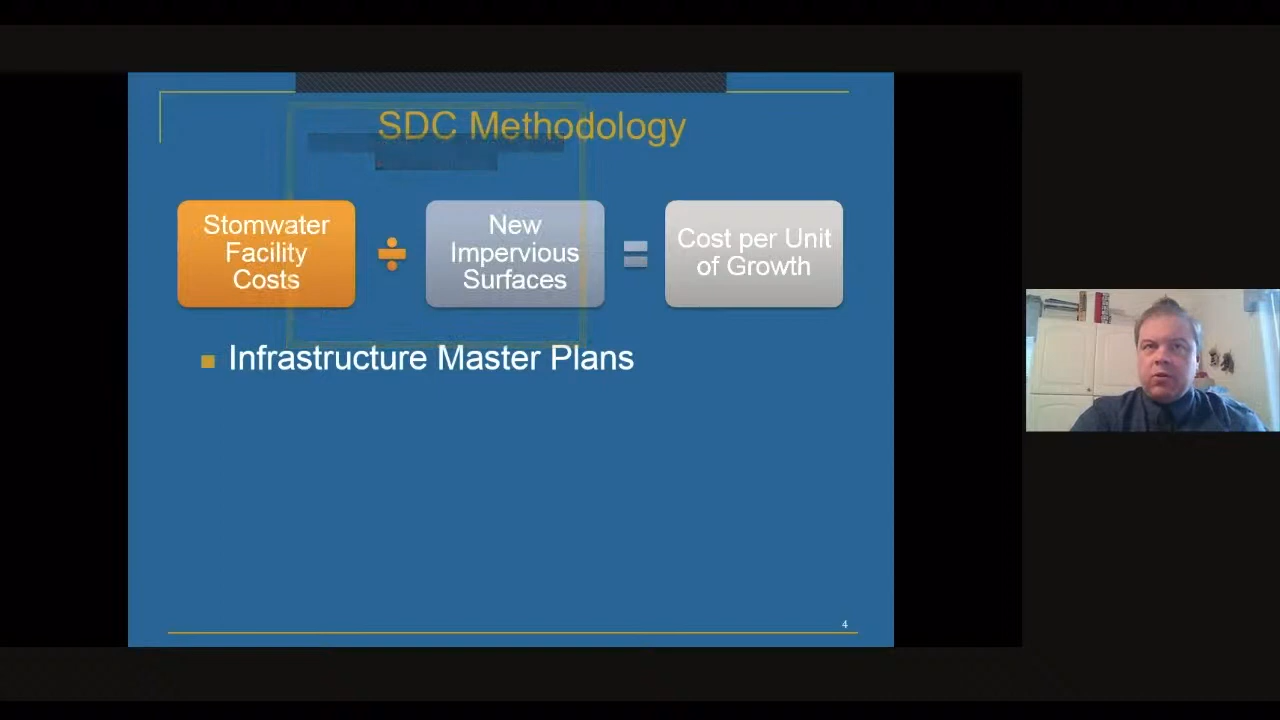 SDC Methodology
Stomwater
Facility
Costs
÷
New
Impervious
Surfaces
=
Cost per Unit
of Growth
Infrastructure Master Plans
4